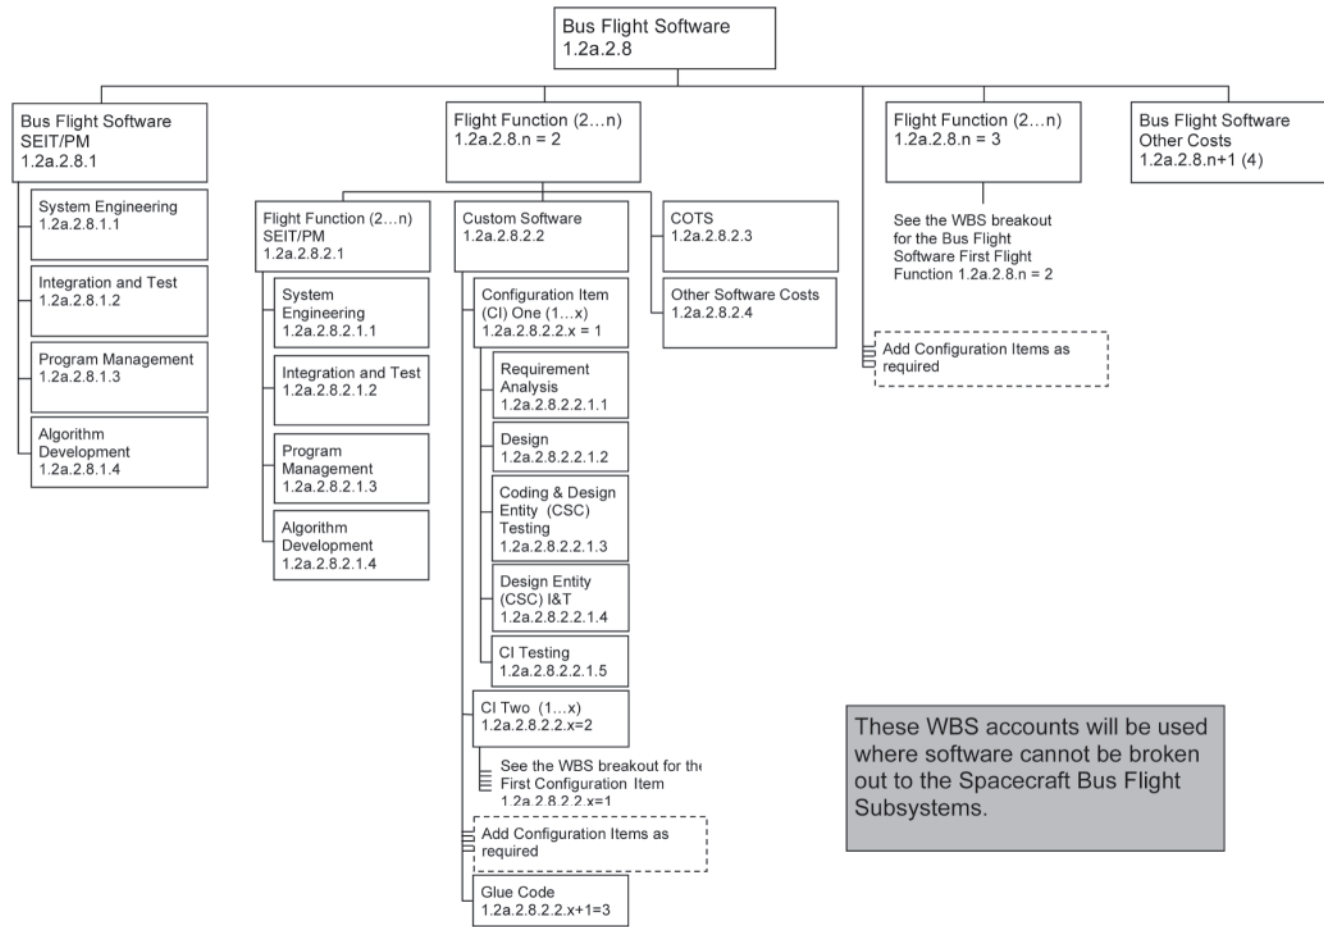 Bus Flight Software
1.2a.2.8
Bus Flight Software
SEIT/PM
1.2a.2.8.1
System Engineering
1.2a.2.8.1.1
Integration and Test
1.2a.2.8.1.2
Program Management
1.2a.2.8.1.3
Algorithm
Development
1.2a.2.8.1.4
Flight Function (2...n)
1.2a.2.8.n = 2
Flight Function (2...n)
SEIT/PM
1.2a.2.8.2.1
System
Engineering
1.2a.2.8.2.1.1
Integration and Test
1.2a.2.8.2.1.2
Program
Management
1.2a.2.8.2.1.3
Algorithm
Development
1.2a.2.8.2.1.4
Custom Software
1.2a.2.8.2.2
Configuration Item
(CI) One (1...x)
1.2a.2.8.2.2.x = 1
Requirement
Analysis
1.2a.2.8.2.2.1.1
Design
1.2a.2.8.2.2.1.2
Coding & Design
Entity (CSC)
Testing
1.2a.2.8.2.2.1.3
Design Entity
(CSC) I&T
1.2a.2.8.2.2.1.4
CI Testing
1.2a.2.8.2.2.1.5
CI Two (1...x)
1.2a.2.8.2.2.x=2
See the WBS breakout for the
First Configuration Item
1.2a.2.8.2.2.x=1
Add Configuration Items as
required
Glue Code
1.2a.2.8.2.2.x+1=3
COTS
1.2a.2.8.2.3
Other Software Costs
1.2a.2.8.2.4
Add Configuration Items as
required
Flight Function (2...n)
1.2a.2.8.n = 3
See the WBS breakout
for the Bus Flight
Software First Flight
Function 1.2a.2.8.n = 2
Bus Flight Software
Other Costs
1.2a.2.8.n+1 (4)
These WBS accounts will be used
where software cannot be broken
out to the Spacecraft Bus Flight
Subsystems.